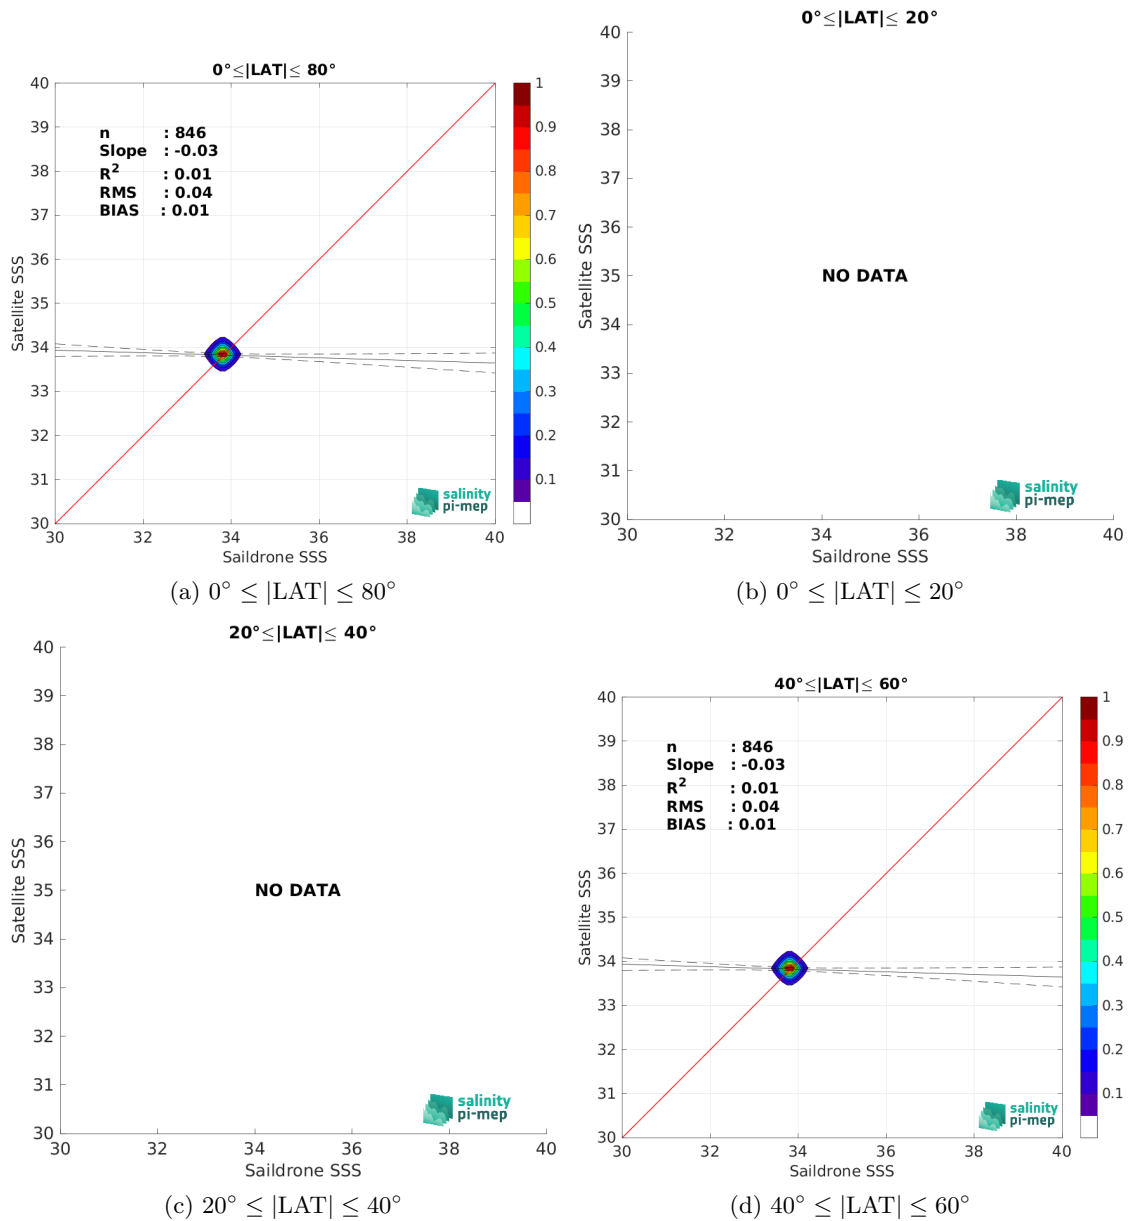 0°≤|LAT|≤ 80°
40
39
38
37
36
35
34
33
32
31
30
Satellite SSS
n : 846
Slope : -0.03
R² : 0.01
RMS : 0.04
BIAS : 0.01
salinity
pi-mep
30 32 34 36 38 40
Saildrone SSS
1
0.9
0.8
0.7
0.6
0.5
0.4
0.3
0.2
0.1
(a) 0° ≤ |LAT| ≤ 80°
0°≤|LAT|≤ 20°
40
39
38
37
36
35
34
33
32
31
30
Satellite SSS
NO DATA
salinity
pi-mep
30 32 34 36 38 40
Saildrone SSS
(b) 0° ≤ |LAT| ≤ 20°
20°≤|LAT|≤ 40°
40
39
38
37
36
35
34
33
32
31
30
Satellite SSS
NO DATA
salinity
pi-mep
30 32 34 36 38 40
Saildrone SSS
(c) 20° ≤ |LAT| ≤ 40°
40°≤|LAT|≤ 60°
40
39
38
37
36
35
34
33
32
31
30
Satellite SSS
n : 846
Slope : -0.03
R² : 0.01
RMS : 0.04
BIAS : 0.01
salinity
pi-mep
30 32 34 36 38 40
Saildrone SSS
1
0.9
0.8
0.7
0.6
0.5
0.4
0.3
0.2
0.1
(d) 40° ≤ |LAT| ≤ 60°